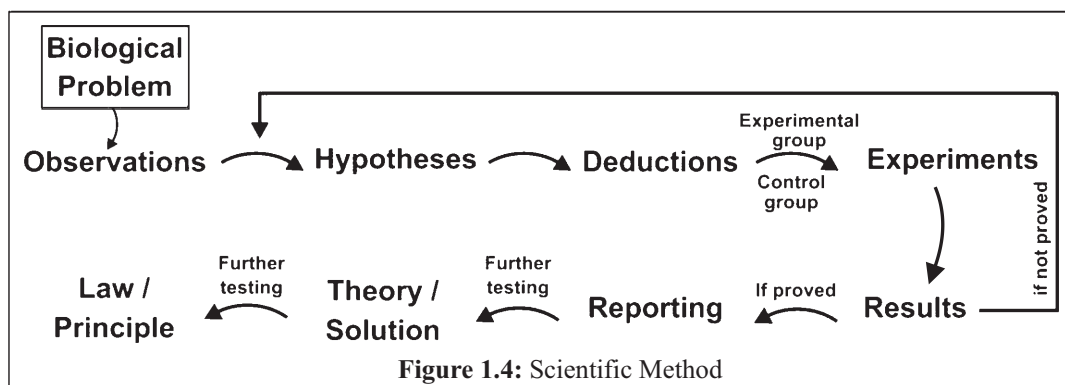 Biological
Problem
Observations
Hypotheses
Deductions
Experimental
group
Control
group
Experiments
if not proved
Results
If proved
Reporting
Further
testing
Theory /
Solution
Further
testing
Law /
Principle
Figure 1.4: Scientific Method